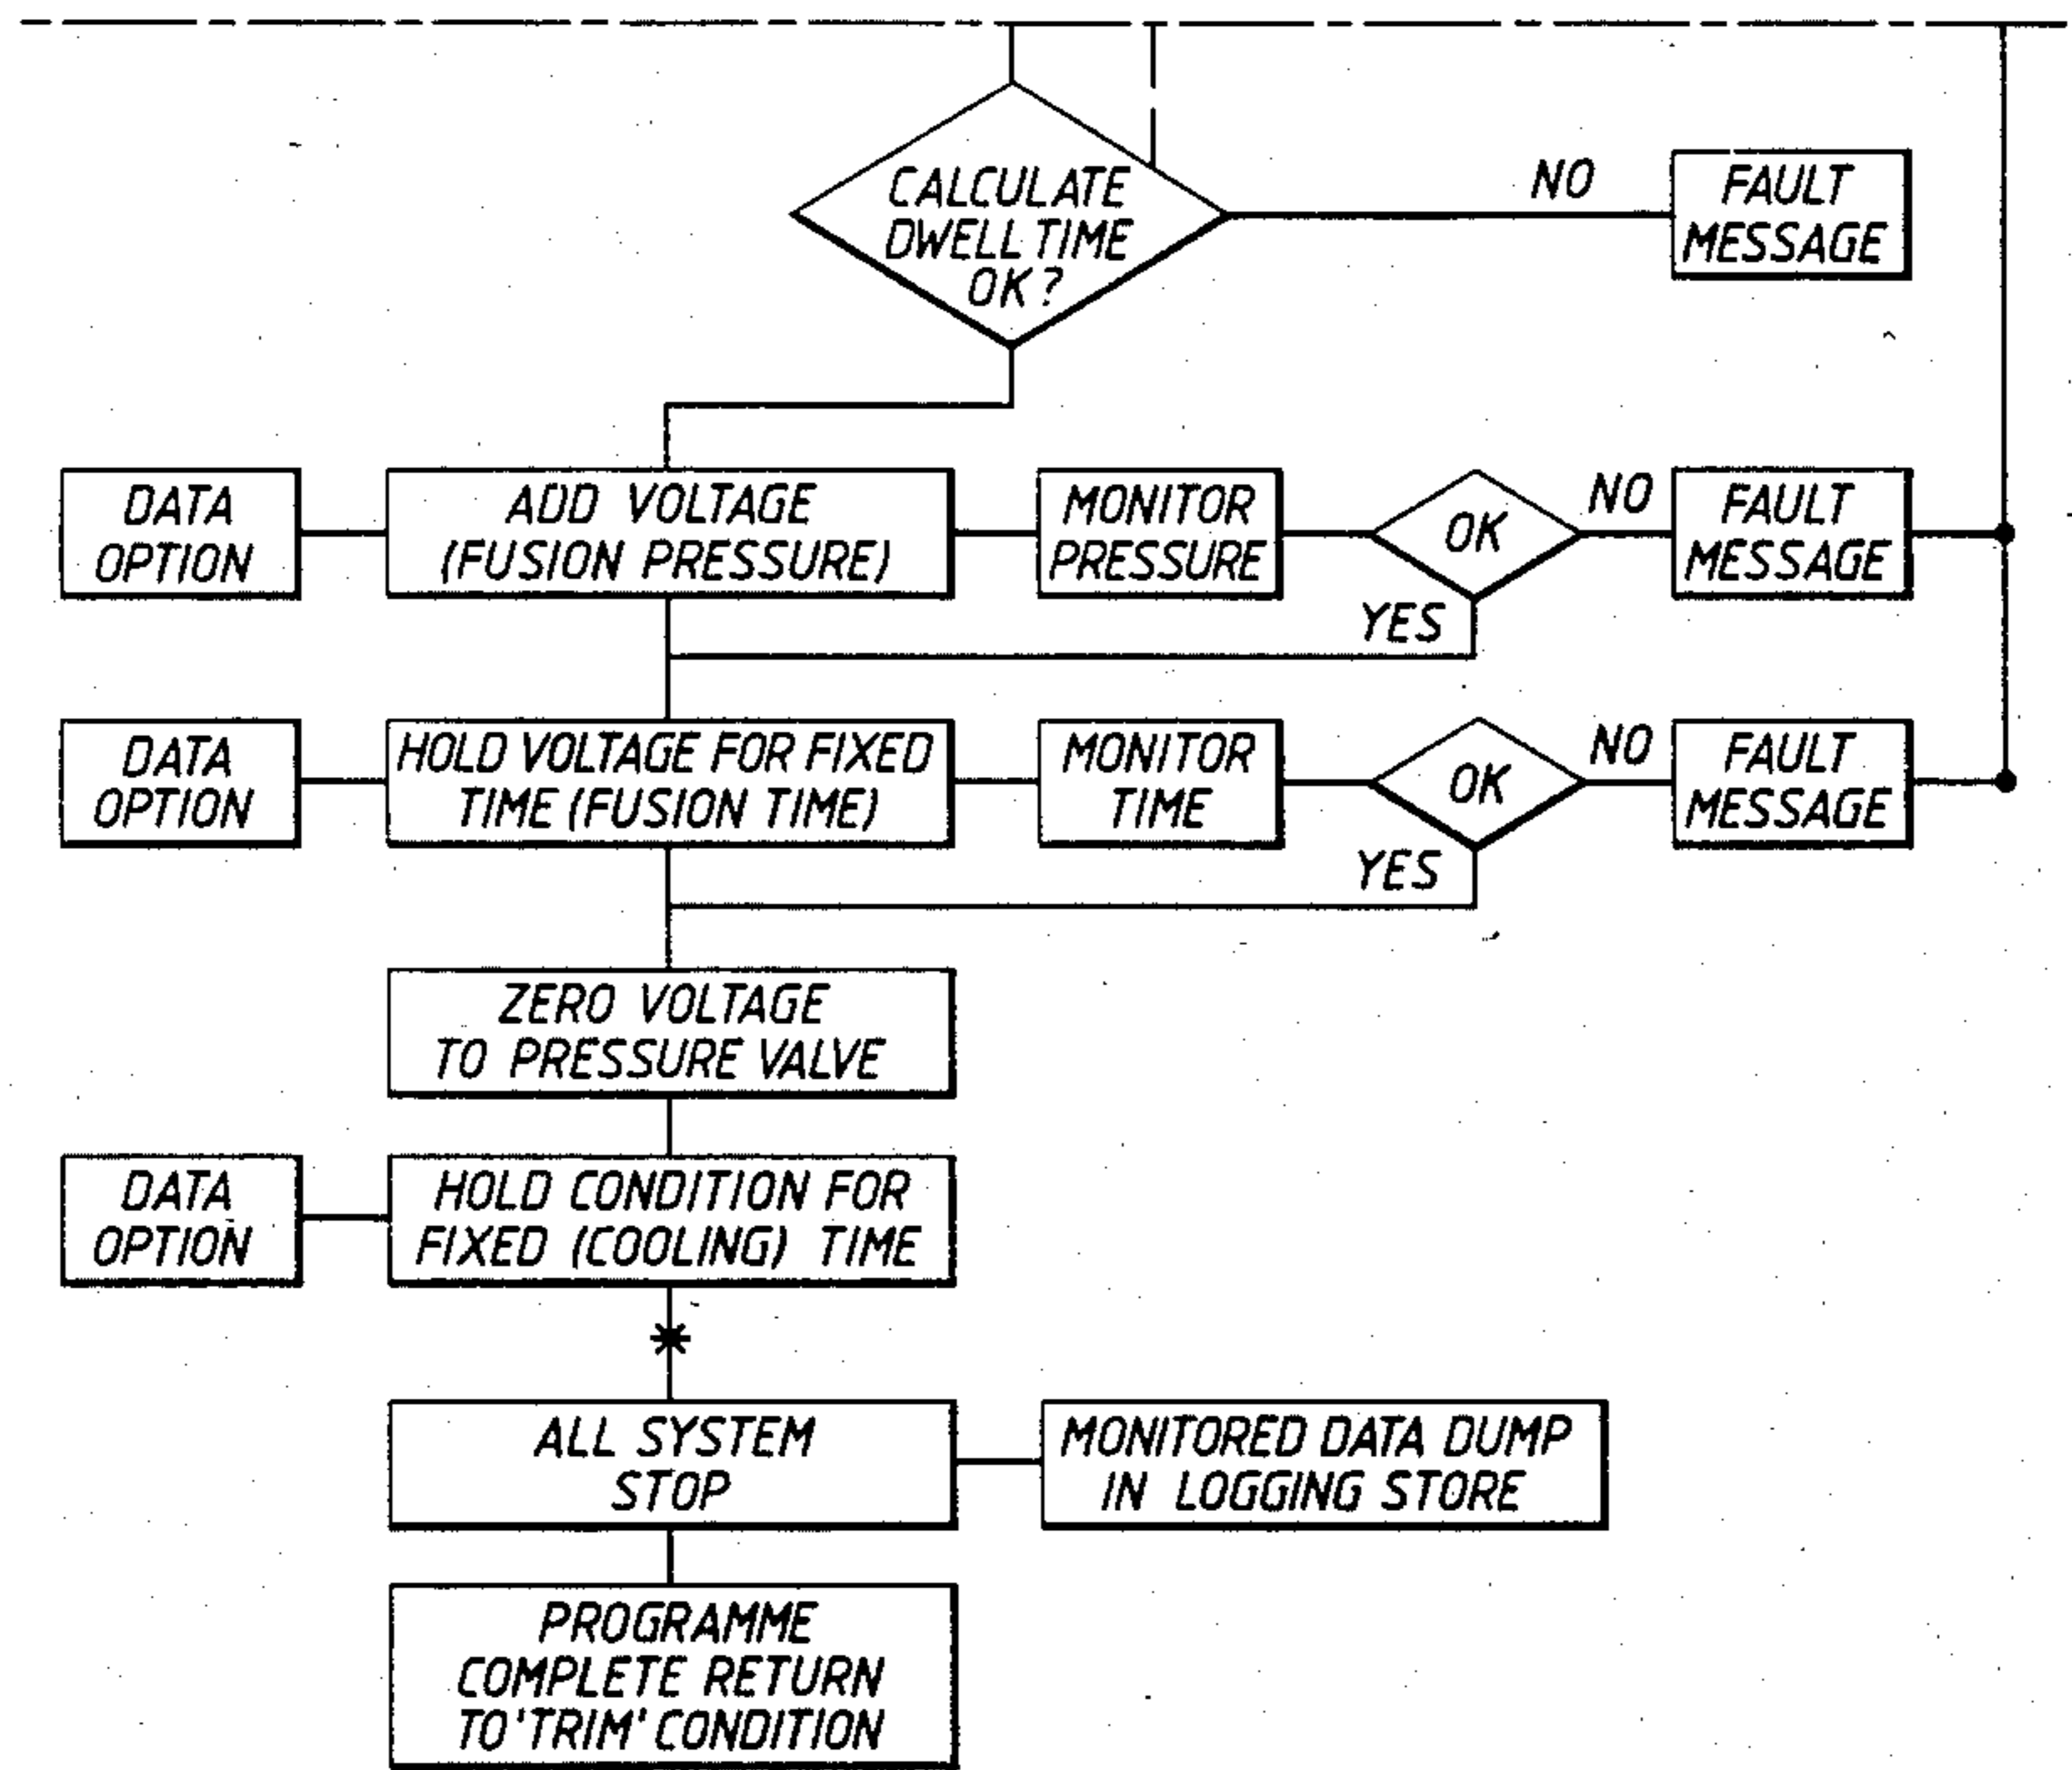 CALCULATE
DWELL TIME
OK?
NO
FAULT
MESSAGE
DATA
OPTION
ADD VOLTAGE
(FUSION PRESSURE)
MONITOR
PRESSURE
OK
NO
FAULT
MESSAGE
YES
DATA
OPTION
HOLD VOLTAGE FOR FIXED
TIME (FUSION TIME)
MONITOR
TIME
OK
NO
FAULT
MESSAGE
YES
ZERO VOLTAGE
TO PRESSURE VALVE
DATA
OPTION
HOLD CONDITION FOR
FIXED (COOLING) TIME
*
ALL SYSTEM
STOP
MONITORED DATA DUMP
IN LOGGING STORE
PROGRAMME
COMPLETE RETURN
TO 'TRIM' CONDITION